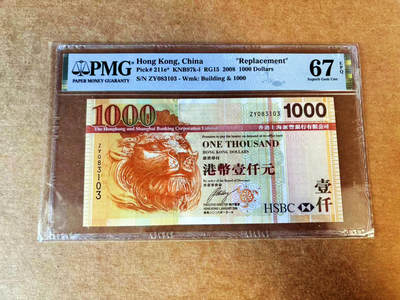 PMG
PAPER MONEY GUARANTY
Hong Kong, China "Replacement"
Pick# 211e* KNB97k-i RG15 2008 1000 Dollars
S/N ZY083103 - Wmk: Building & 1000
67 EPQ
Superb Gem Unc
1000
ZY083103
1000
The Hongkong and Shanghai Banking Corporation Limited
香港上海滙豐銀行有限公司
ONE THOUSAND
HONG KONG DOLLARS
港幣壹仟元
壹仟
ZY083103
HSBC